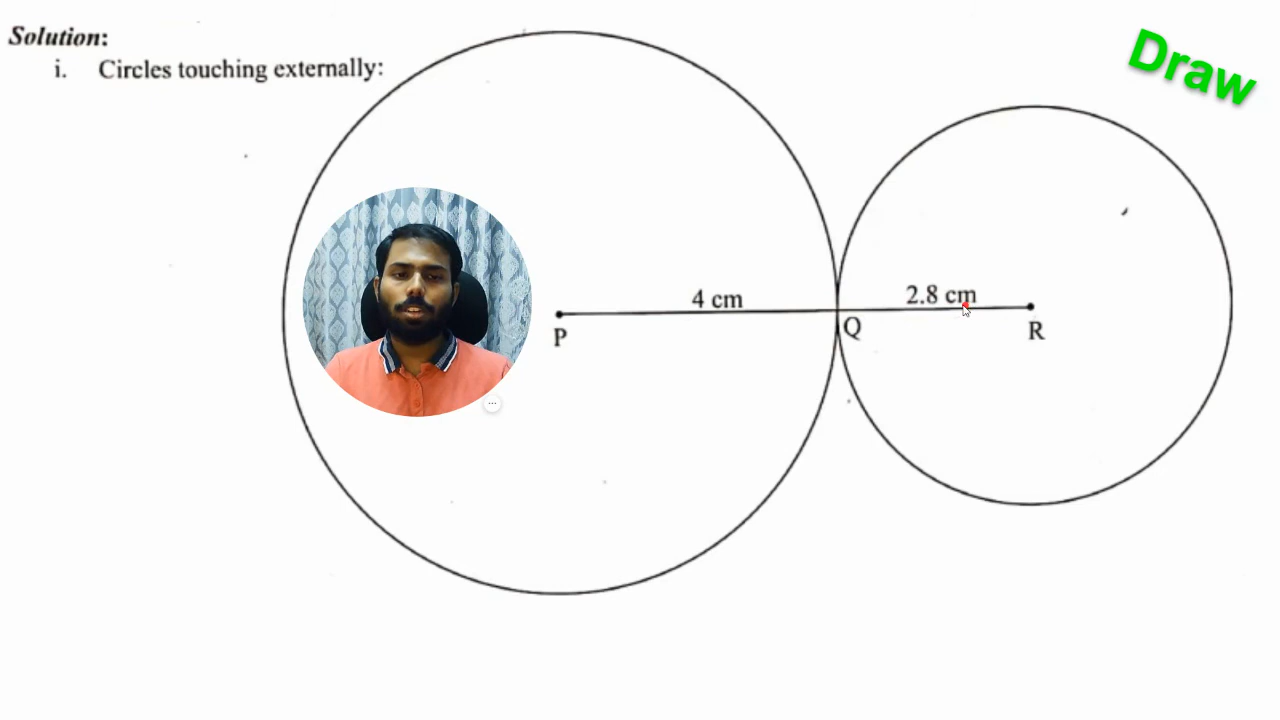 Solution:
i. Circles touching externally:
Draw
4 cm
2.8 cm
P
Q
R